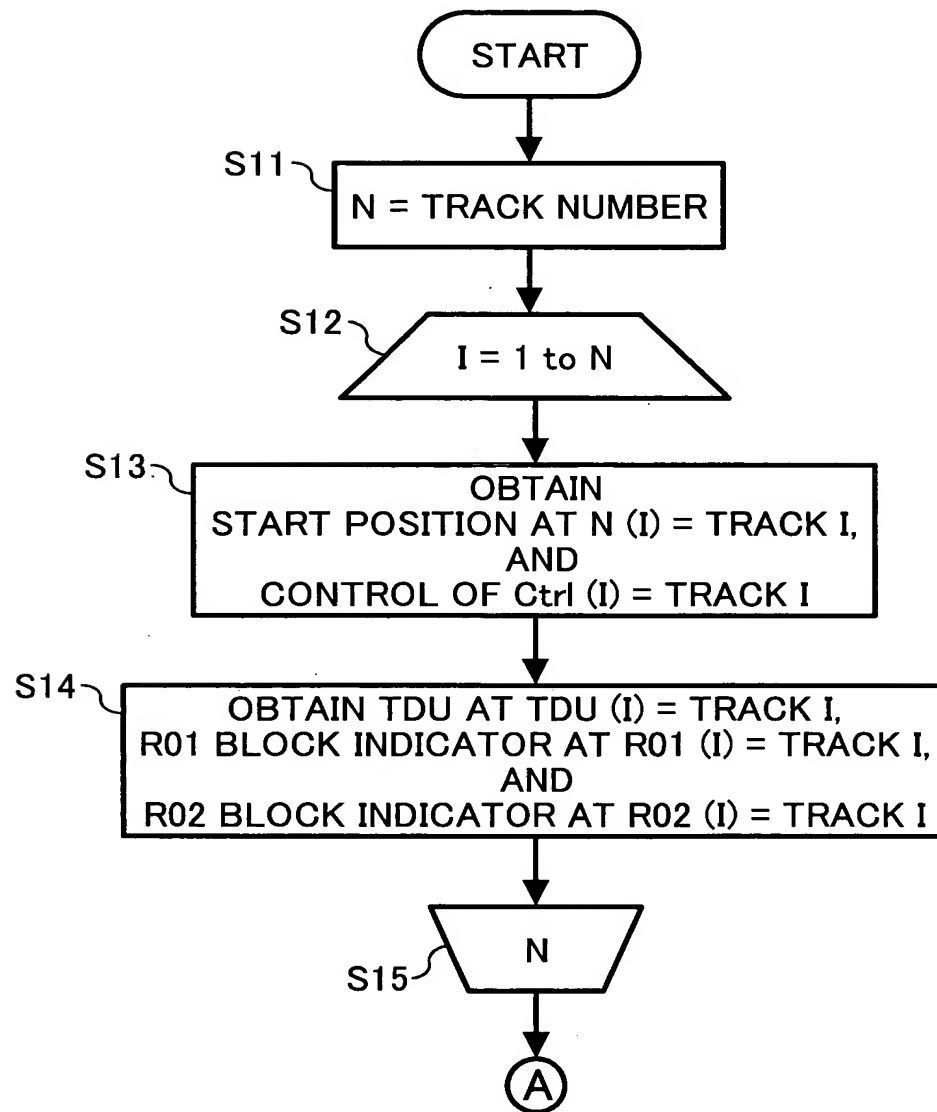 START
S11
N = TRACK NUMBER
S12
I = 1 to N
S13
OBTAIN
START POSITION AT N (I) = TRACK I,
AND
CONTROL OF Ctrl (I) = TRACK I
S14
OBTAIN TDU AT TDU (I) = TRACK I,
R01 BLOCK INDICATOR AT R01 (I) = TRACK I,
AND
R02 BLOCK INDICATOR AT R02 (I) = TRACK I
N
S15
A